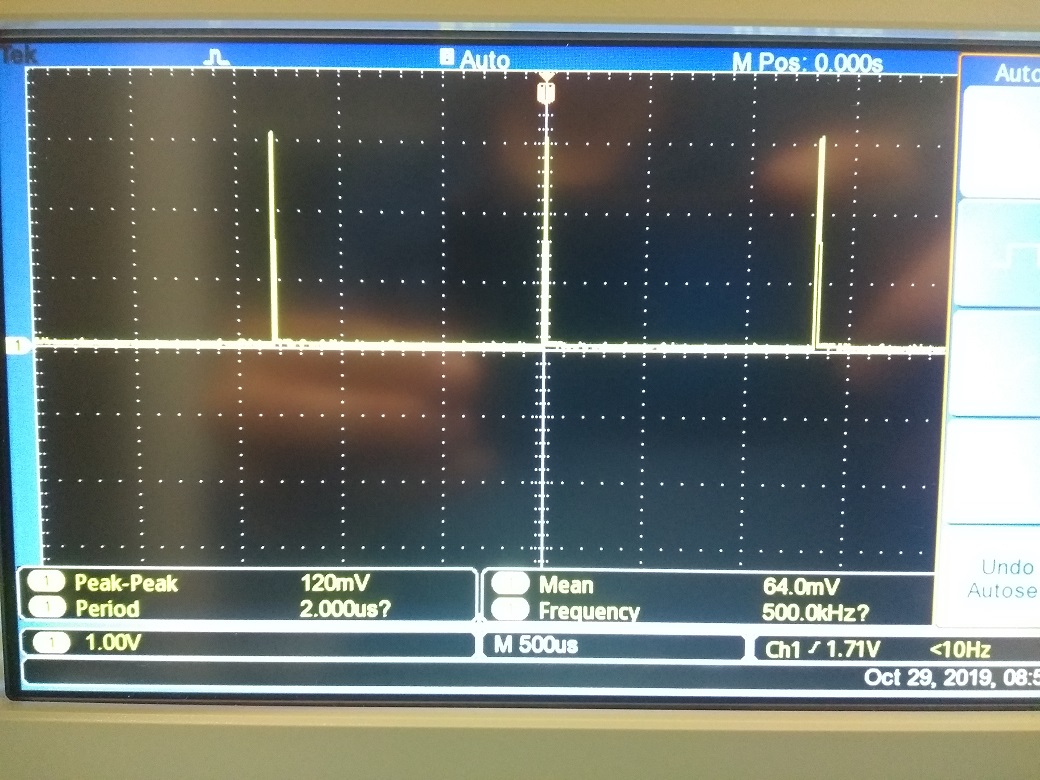 Tek Auto M Pos: 0.000s Auto
1
Peak-Peak 120mV 1 Mean 64.0mV
1 Period 2.000us? 1 Frequency 500.0kHz?
1 1.00V M 500us Ch1 1.71V <10Hz
Undo
Autose
Oct 29, 2019, 08:5